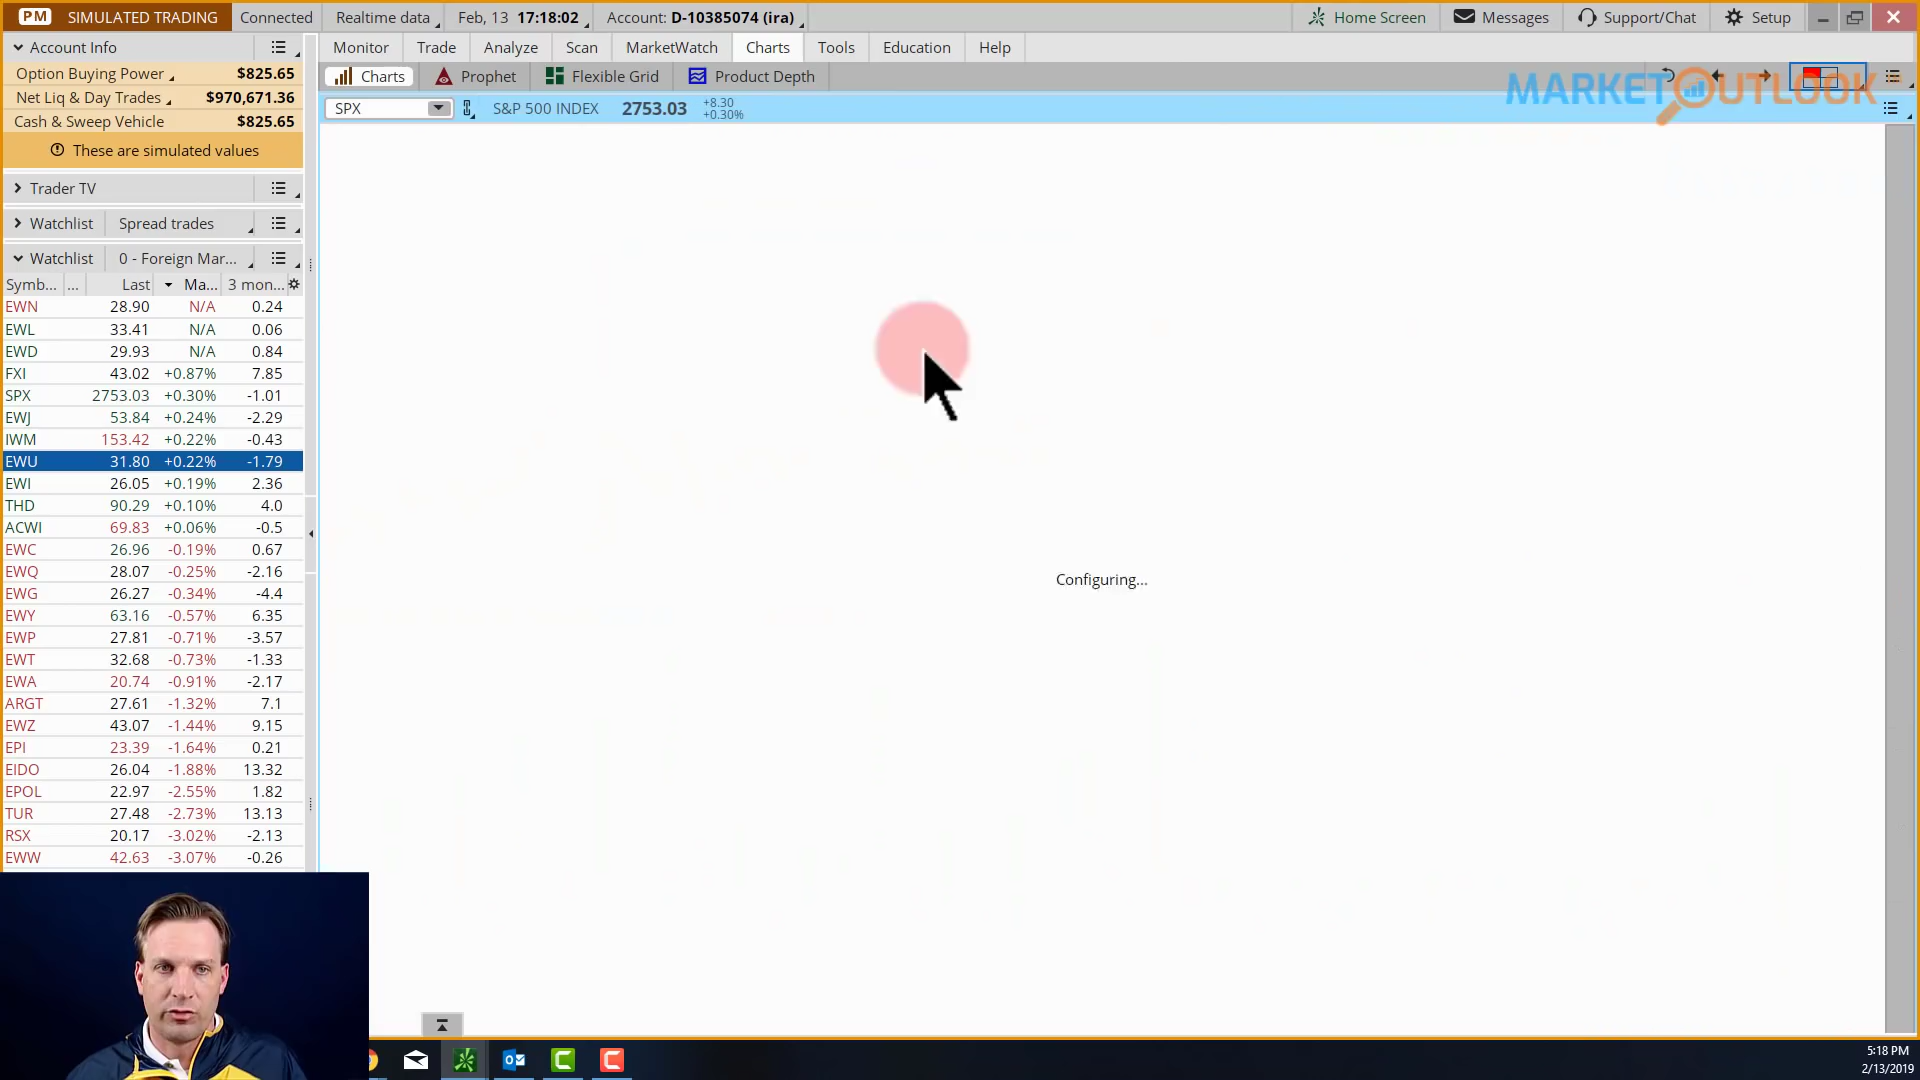 PM SIMULATED TRADING Connected Realtime data Feb, 13 17:18:02 Account: D-10385074 (ira) Home Screen Messages Support/Chat Setup
Account Info
Option Buying Power $825.65
Net Liq & Day Trades $970,671.36
Cash & Sweep Vehicle $825.65
These are simulated values
Trader TV
Watchlist Spread trades
Watchlist 0 - Foreign Mar...
Symb... ... Last Ma... 3 mon...
EWN 28.90 N/A 0.24
EWL 33.41 N/A 0.06
EWD 29.93 N/A 0.84
FXI 43.02 +0.87% 7.85
SPX 2753.03 +0.30% -1.01
EWJ 53.84 +0.24% -2.29
IWM 153.42 +0.22% -0.43
EWU 31.80 +0.22% -1.79
EWI 26.05 +0.19% 2.36
THD 90.29 +0.10% 4.0
ACWI 69.83 +0.06% -0.5
EWC 26.96 -0.19% 0.67
EWQ 28.07 -0.25% -2.16
EWG 26.27 -0.34% -4.4
EWY 63.16 -0.57% 6.35
EWP 27.81 -0.71% -3.57
EWT 32.68 -0.73% -1.33
EWA 20.74 -0.91% -2.17
ARGT 27.61 -1.32% 7.1
EWZ 43.07 -1.44% 9.15
EPI 23.39 -1.64% 0.21
EIDO 26.04 -1.88% 13.32
EPOL 22.97 -2.55% 1.82
TUR 27.48 -2.73% 13.13
RSX 20.17 -3.02% -2.13
EWW 42.63 -3.07% -0.26
Monitor Trade Analyze Scan MarketWatch Charts Tools Education Help
Charts Prophet Flexible Grid Product Depth
MARKETOUTLOOK
SPX S&P 500 INDEX 2753.03 +8.30
+0.30%
Configuring...
5:18 PM
2/13/2019